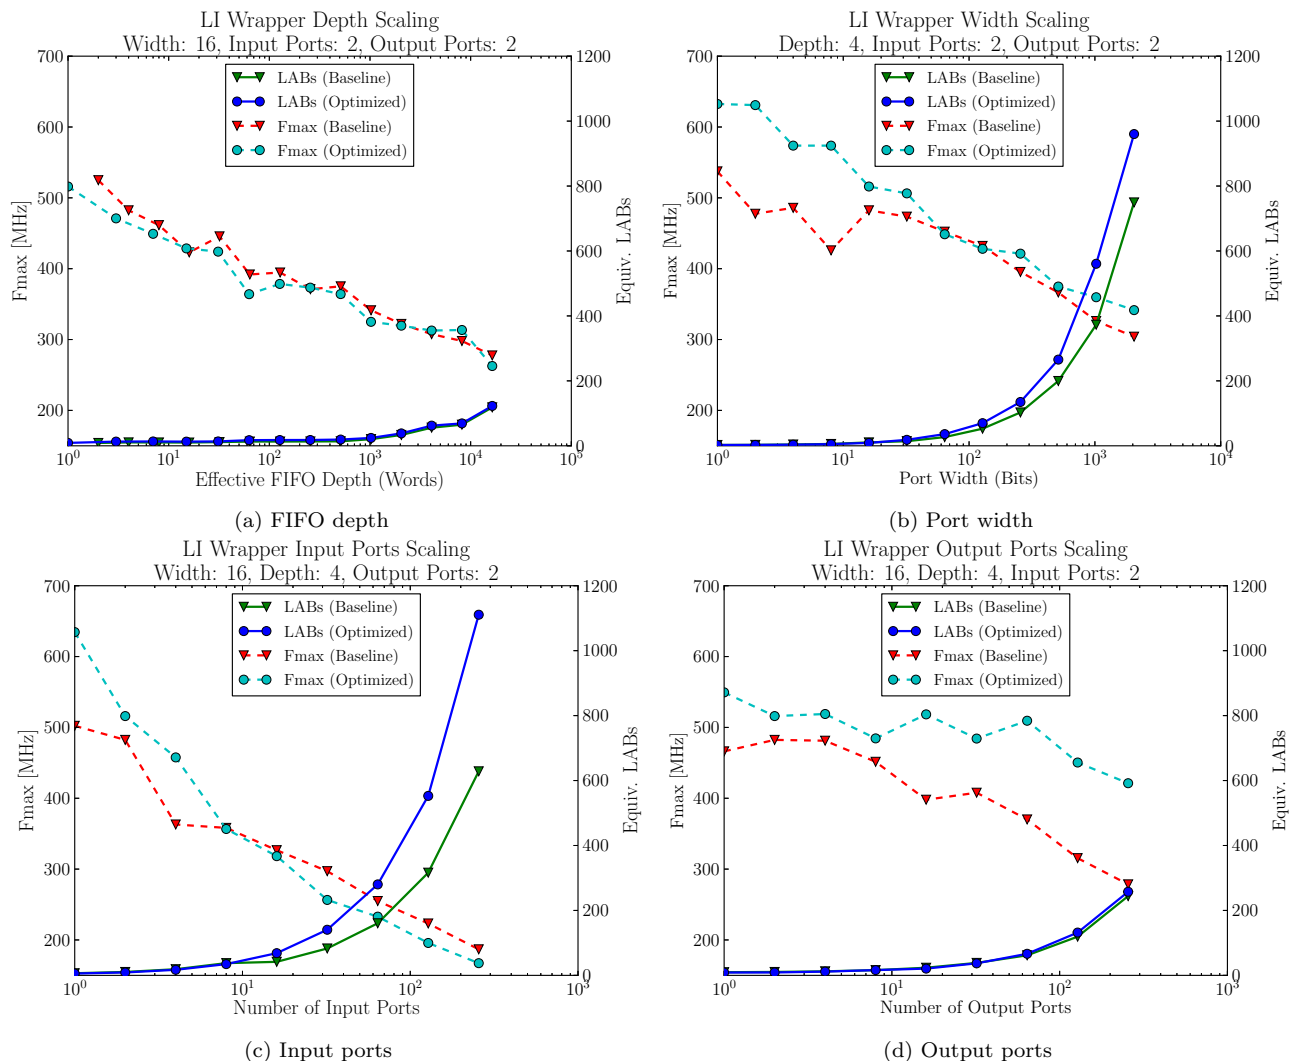 LI Wrapper Depth Scaling
Width: 16, Input Ports: 2, Output Ports: 2
700
600
500
400
300
200
Fmax [MHz]
LABs (Baseline)
LABs (Optimized)
Fmax (Baseline)
Fmax (Optimized)
1200
1000
800
600
400
200
0
Equiv. LABs
10^0 10^1 10^2 10^3 10^4 10^5
Effective FIFO Depth (Words)
(a) FIFO depth
LI Wrapper Width Scaling
Depth: 4, Input Ports: 2, Output Ports: 2
700
600
500
400
300
200
Fmax [MHz]
LABs (Baseline)
LABs (Optimized)
Fmax (Baseline)
Fmax (Optimized)
1200
1000
800
600
400
200
0
Equiv. LABs
10^0 10^1 10^2 10^3 10^4
Port Width (Bits)
(b) Port width
LI Wrapper Input Ports Scaling
Width: 16, Depth: 4, Output Ports: 2
700
600
500
400
300
200
Fmax [MHz]
LABs (Baseline)
LABs (Optimized)
Fmax (Baseline)
Fmax (Optimized)
1200
1000
800
600
400
200
0
Equiv. LABs
10^0 10^1 10^2 10^3
Number of Input Ports
(c) Input ports
LI Wrapper Output Ports Scaling
Width: 16, Depth: 4, Input Ports: 2
700
600
500
400
300
200
Fmax [MHz]
LABs (Baseline)
LABs (Optimized)
Fmax (Baseline)
Fmax (Optimized)
1200
1000
800
600
400
200
0
Equiv. LABs
10^0 10^1 10^2 10^3
Number of Output Ports
(d) Output ports